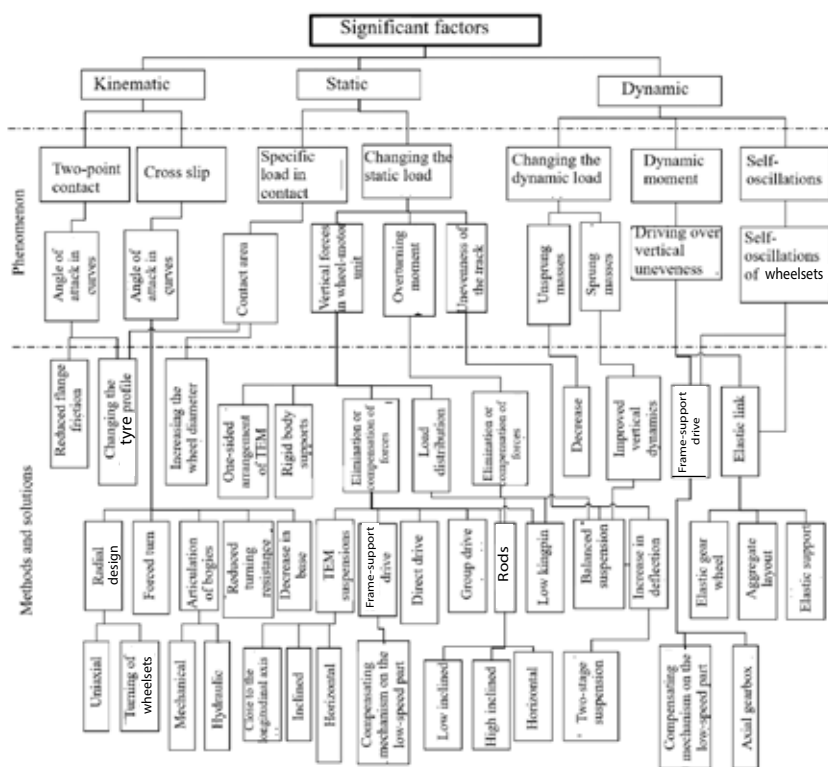 Significant factors
Kinematic
Static
Dynamic
Phenomenon
Two-point
contact
Cross slip
Specific
load in
contact
Changing the
static load
Changing the
dynamic load
Dynamic
moment
Self-
oscillations
Angle of
attack in
curves
Angle of
attack in
curves
Contact area
Vertical forces
in wheel-motor
unit
Overturning
moment
Unevenness of
the track
Unsprung
masses
Sprung
masses
Driving over
vertical
uneveness
Self-
oscillations
of wheelsets
Methods and solutions
Reduced flange
friction
Changing the
tyre profile
Increasing the
wheel diameter
One-sided
arrangement
of TEM
Rigid body
supports
Elimination or
compensation of
forces
Load
distribution
Elimination or
compensation of
forces
Decrease
Improved
vertical
dynamics
Frame-support
drive
Elastic link
Radial
design
Forced turn
Articulation
of bogies
Reduced
turning
resistance
Decrease in
base
TEM
suspensions
Frame-support
drive
Direct drive
Group drive
Rods
Low kingpin
Balanced
suspension
Increase in
deflection
Elastic gear
wheel
Aggregate
layout
Elastic support
Uniaxial
Turning of
wheelsets
Mechanical
Hydraulic
Close to the
longitudinal axis
Inclined
Horizontal
Compensating
mechanism on the
low-speed part
Low inclined
High inclined
Horizontal
Two-stage
suspension
Compensating
mechanism on the
low-speed part
Axial gearbox